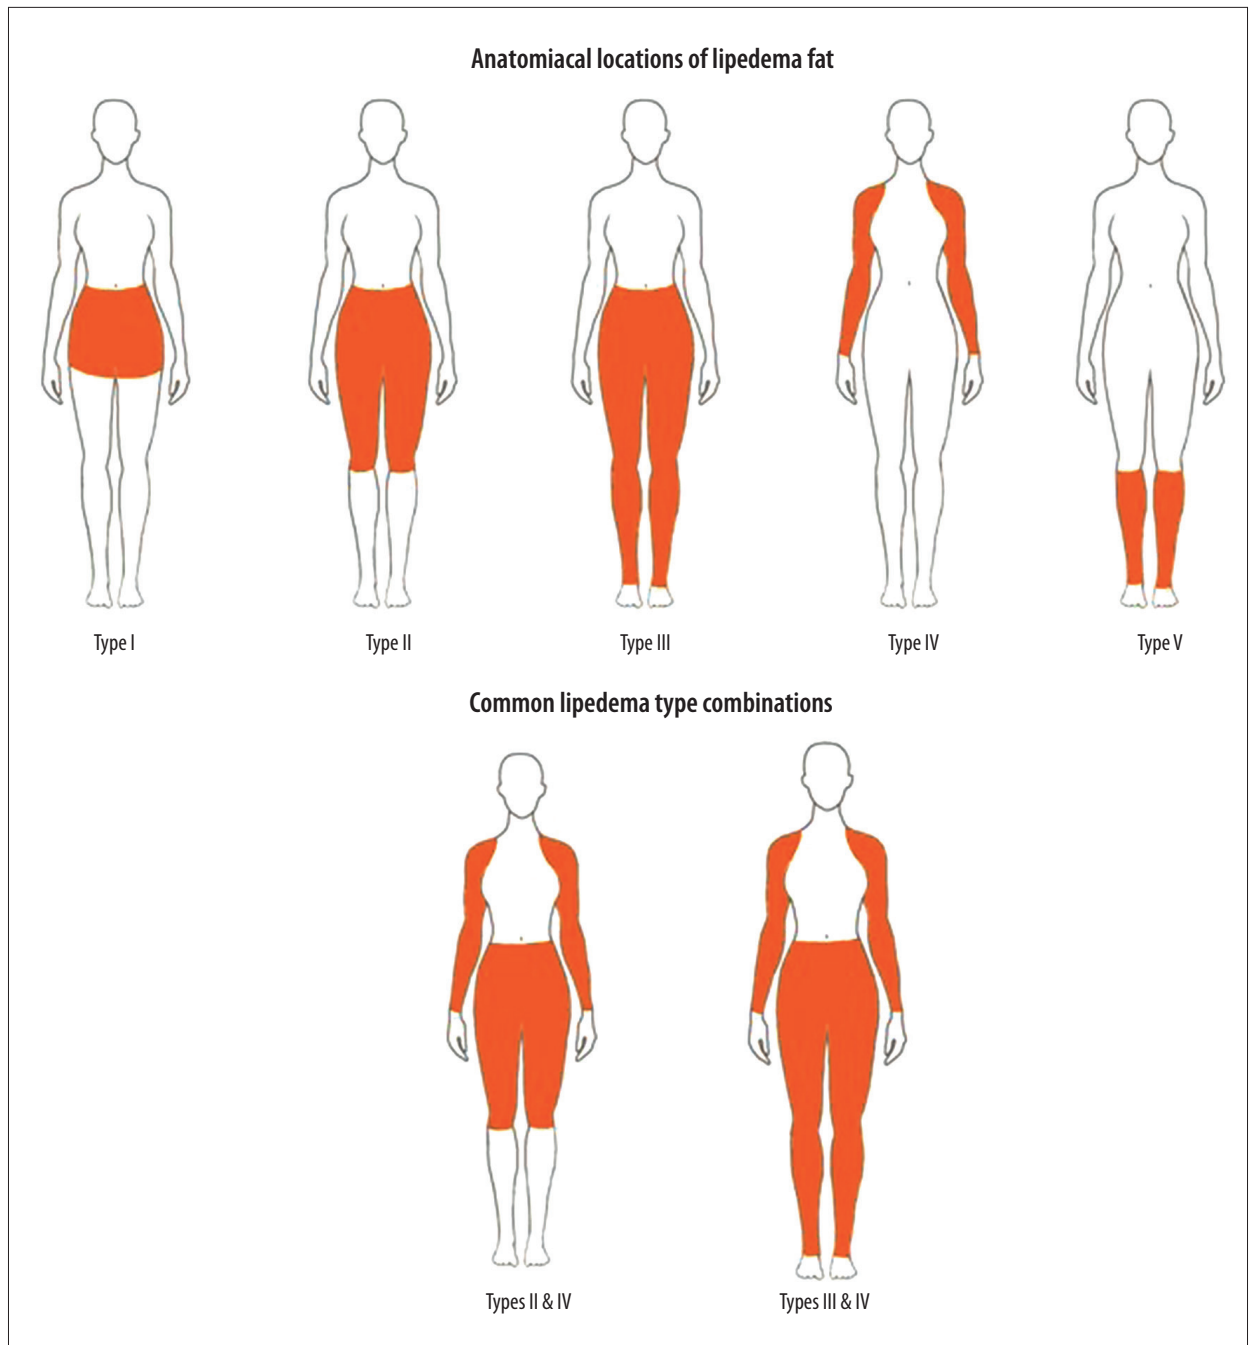 Anatomiacal locations of lipedema fat
Type I
Type II
Type III
Type IV
Type V
Common lipedema type combinations
Types II & IV
Types III & IV